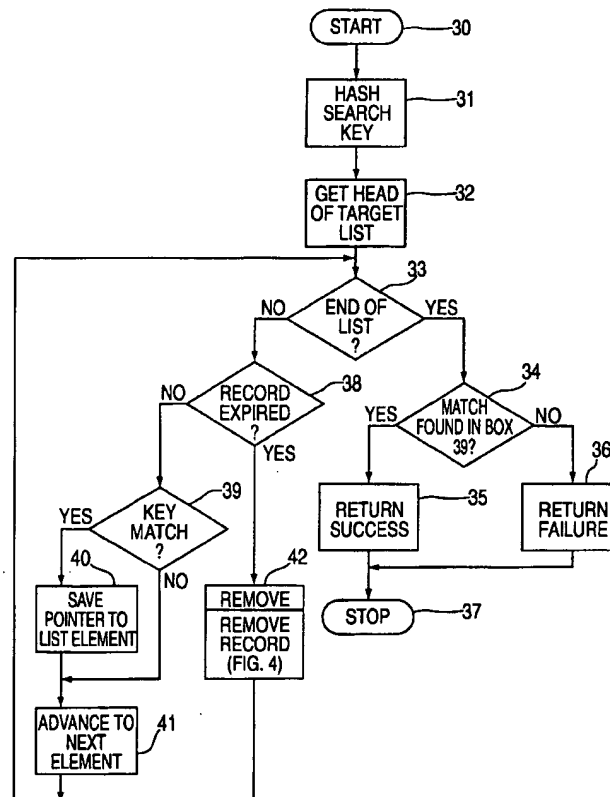 START
30
HASH
SEARCH
KEY
31
GET HEAD
OF TARGET
LIST
32
33
NO
END OF
LIST
?
YES
NO
RECORD
EXPIRED
?
38
YES
34
YES
MATCH
FOUND IN BOX
39?
NO
36
39
YES
KEY
MATCH
?
NO
RETURN
SUCCESS
35
RETURN
FAILURE
40
SAVE
POINTER TO
LIST ELEMENT
42
REMOVE
REMOVE
RECORD
(FIG. 4)
STOP
37
ADVANCE TO
NEXT
ELEMENT
41